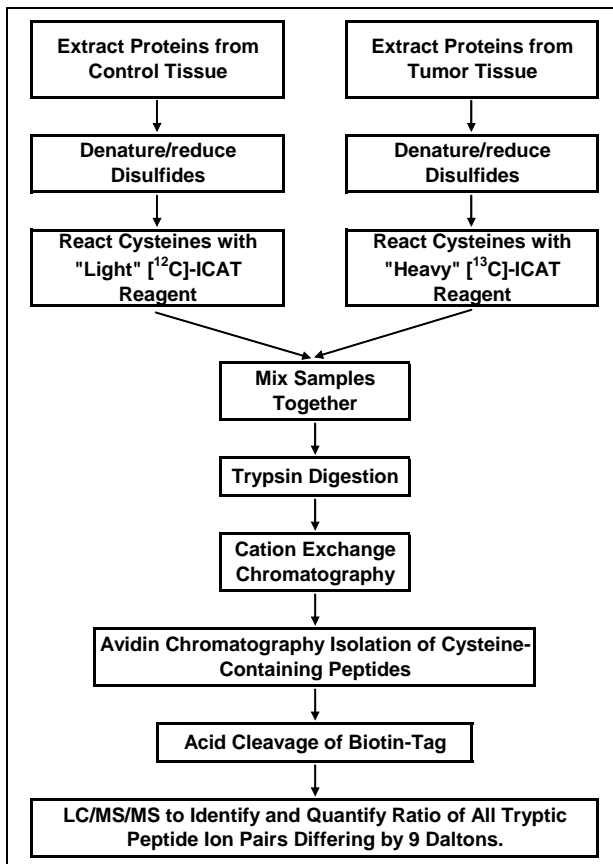 Extract Proteins from
Control Tissue
Extract Proteins from
Tumor Tissue
Denature/reduce
Disulfides
Denature/reduce
Disulfides
React Cysteines with
"Light" [¹²C]-ICAT
Reagent
React Cysteines with
"Heavy" [¹³C]-ICAT
Reagent
Mix Samples
Together
Trypsin Digestion
Cation Exchange
Chromatography
Avidin Chromatography Isolation of Cysteine-
Containing Peptides
Acid Cleavage of Biotin-Tag
LC/MS/MS to Identify and Quantify Ratio of All Tryptic
Peptide Ion Pairs Differing by 9 Daltons.